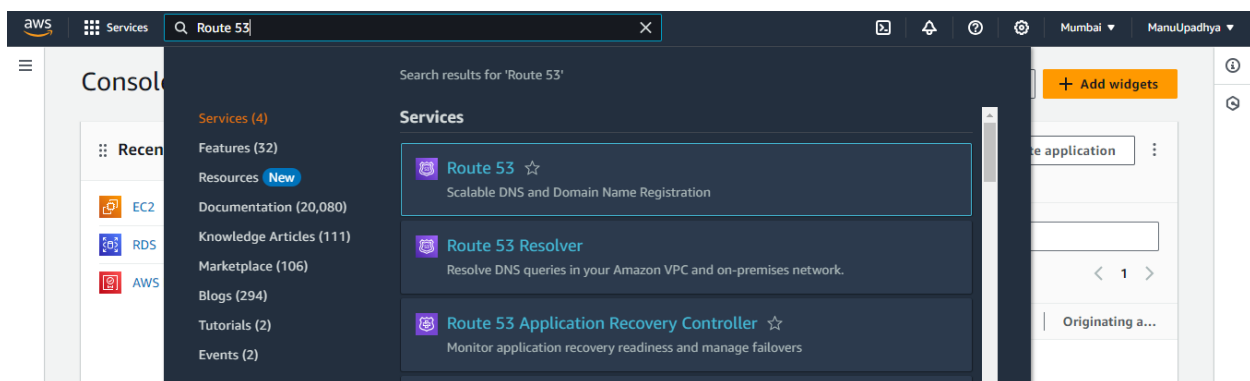 aws Services Route 53 Mumbai ManuUpadhya
Search results for 'Route 53'
Consol
Add widgets
Services (4)
Services
Features (32)
Recen
Route 53
te application
Resources New
Scalable DNS and Domain Name Registration
EC2
Documentation (20,080)
Knowledge Articles (111)
RDS
Route 53 Resolver
Marketplace (106)
Resolve DNS queries in your Amazon VPC and on-premises network.
1
AWS
Blogs (294)
Tutorials (2)
Route 53 Application Recovery Controller
Originating a...
Events (2)
Monitor application recovery readiness and manage failovers